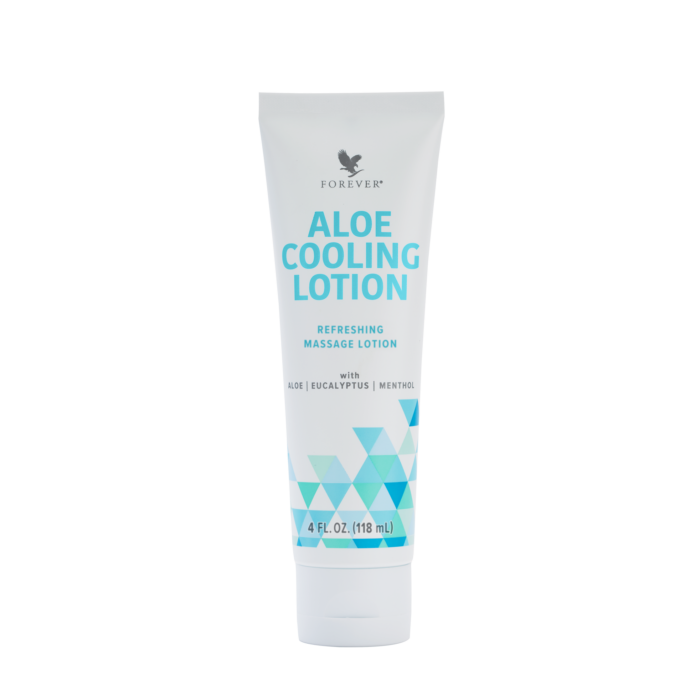 FOREVER®
ALOE
COOLING
LOTION
REFRESHING
MASSAGE LOTION
with
ALOE | EUCALYPTUS | MENTHOL
4 FL. OZ. (118 mL)